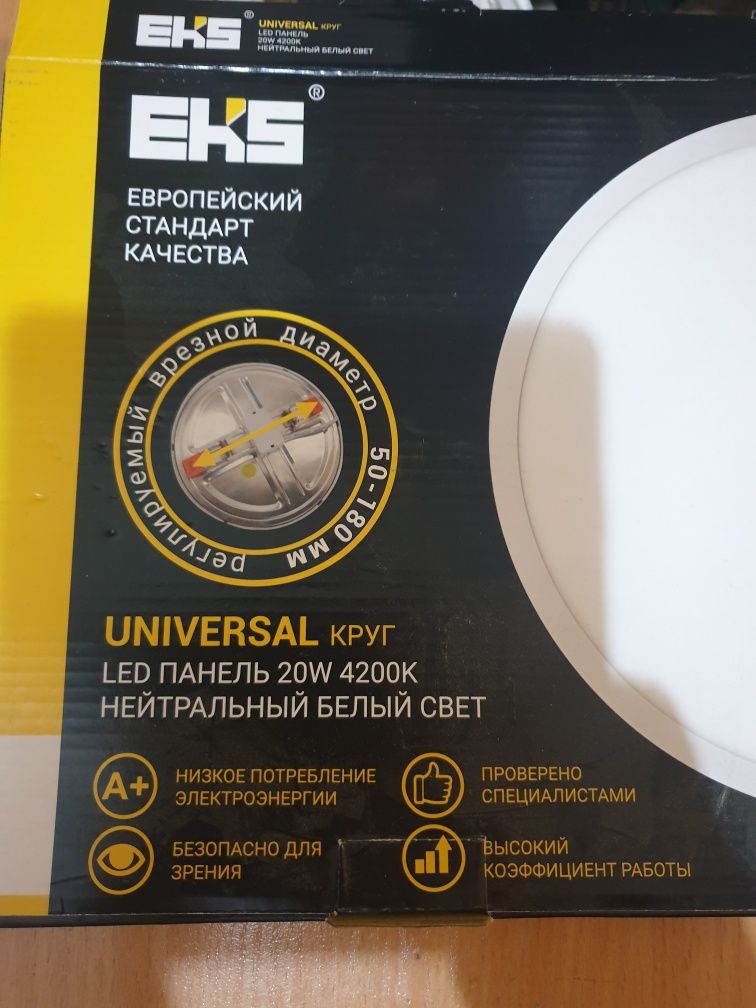 EKS®
UNIVERSAL КРУГ
LED ПАНЕЛЬ
20W 4200K
НЕЙТРАЛЬНЫЙ БЕЛЫЙ СВЕТ
EKS®
ЕВРОПЕЙСКИЙ
СТАНДАРТ
КАЧЕСТВА
регулируемый врезной диаметр 50-180 мм
UNIVERSAL КРУГ
LED ПАНЕЛЬ 20W 4200K
НЕЙТРАЛЬНЫЙ БЕЛЫЙ СВЕТ
A+
НИЗКОЕ ПОТРЕБЛЕНИЕ
ЭЛЕКТРОЭНЕРГИИ
ПРОВЕРЕНО
СПЕЦИАЛИСТАМИ
БЕЗОПАСНО ДЛЯ
ЗРЕНИЯ
ВЫСОКИЙ
КОЭФФИЦИЕНТ РАБОТЫ